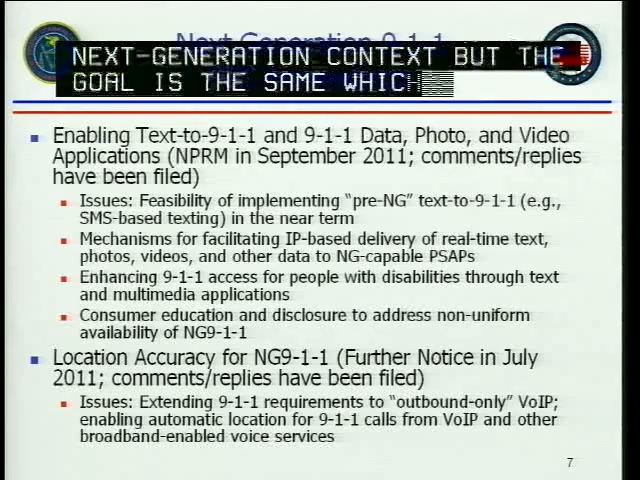 Next Generation 9-1-1
NEXT-GENERATION CONTEXT BUT THE
GOAL IS THE SAME WHICH
Enabling Text-to-9-1-1 and 9-1-1 Data, Photo, and Video
Applications (NPRM in September 2011; comments/replies
have been filed)
Issues: Feasibility of implementing “pre-NG” text-to-9-1-1 (e.g.,
SMS-based texting) in the near term
Mechanisms for facilitating IP-based delivery of real-time text,
photos, videos, and other data to NG-capable PSAPs
Enhancing 9-1-1 access for people with disabilities through text
and multimedia applications
Consumer education and disclosure to address non-uniform
availability of NG9-1-1
Location Accuracy for NG9-1-1 (Further Notice in July
2011; comments/replies have been filed)
Issues: Extending 9-1-1 requirements to “outbound-only” VoIP;
enabling automatic location for 9-1-1 calls from VoIP and other
broadband-enabled voice services
7